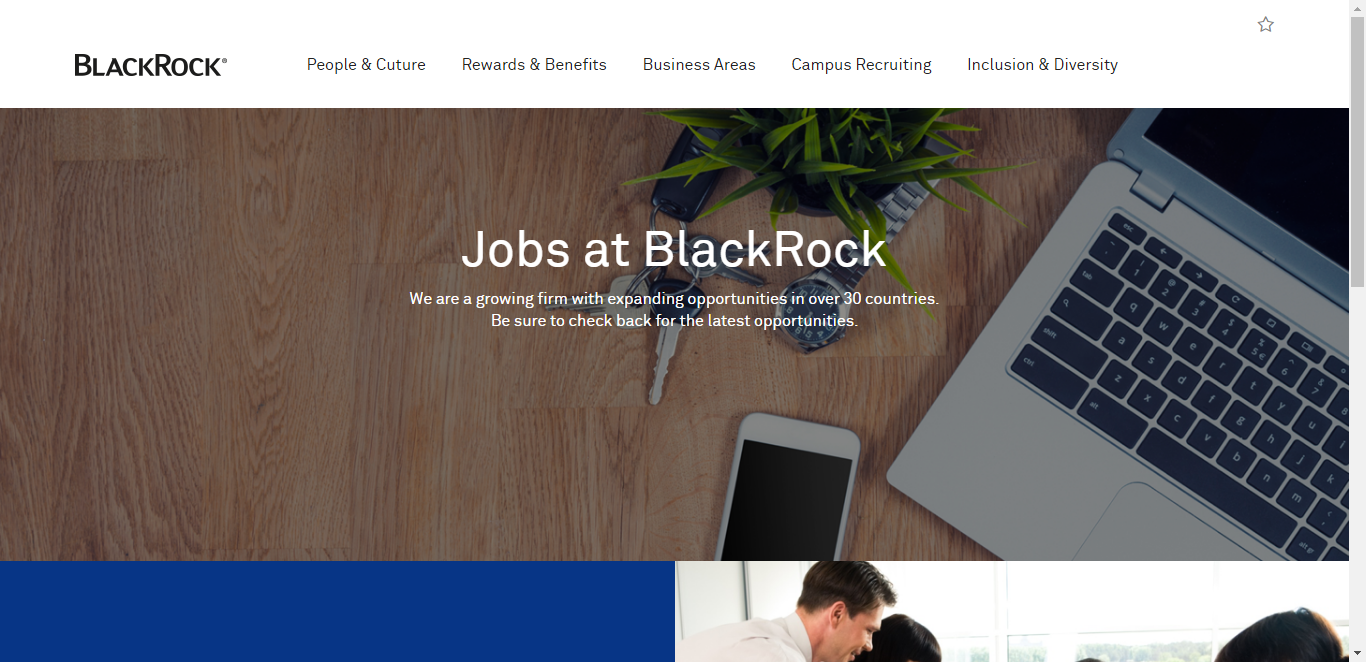 BLACKROCK®
People & Cuture
Rewards & Benefits
Business Areas
Campus Recruiting
Inclusion & Diversity
Jobs at BlackRock
We are a growing firm with expanding opportunities in over 30 countries.
Be sure to check back for the latest opportunities.